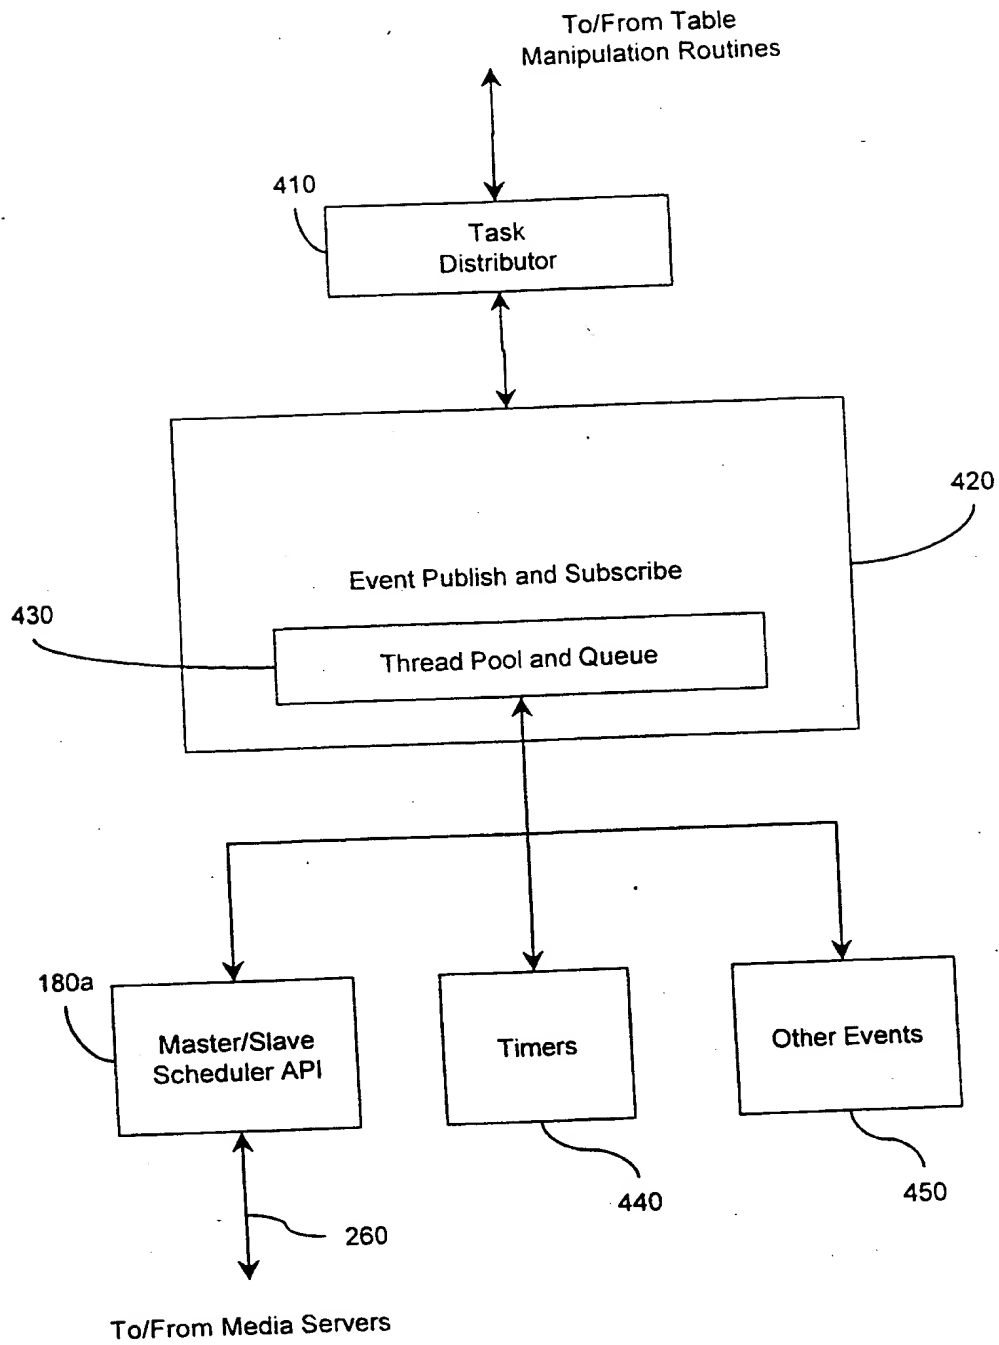 To/From Table
Manipulation Routines
410
Task
Distributor
420
Event Publish and Subscribe
430
Thread Pool and Queue
180a
Master/Slave
Scheduler API
Timers
Other Events
440
450
260
To/From Media Servers